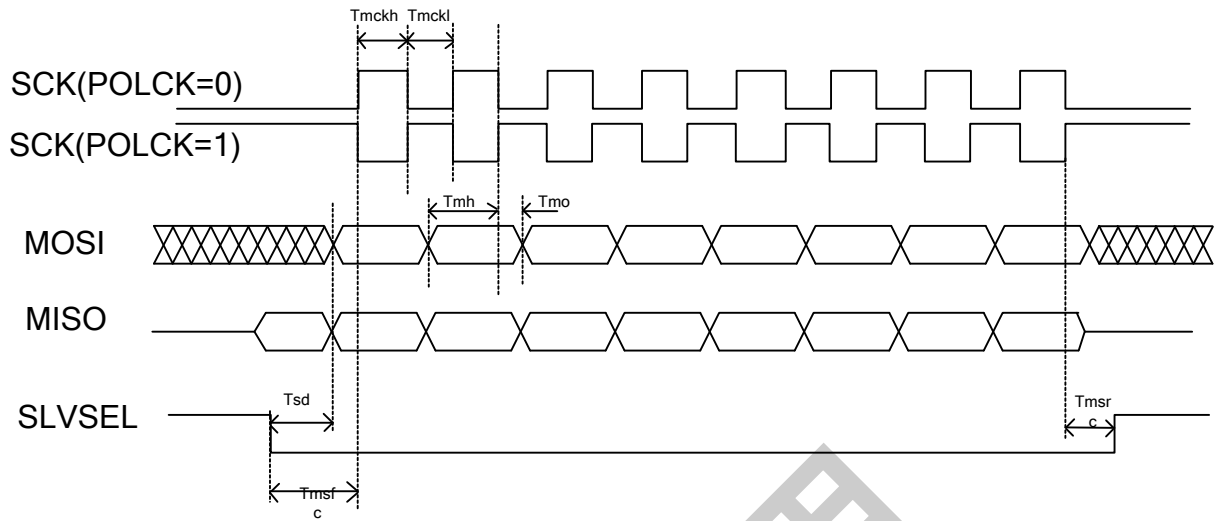 Tmckh Tmckl
SCK(POLCK=0)
SCK(POLCK=1)
Tmh Tmo
MOSI
MISO
Tsd
SLVSEL
Tmsr
c
Tmsf
c